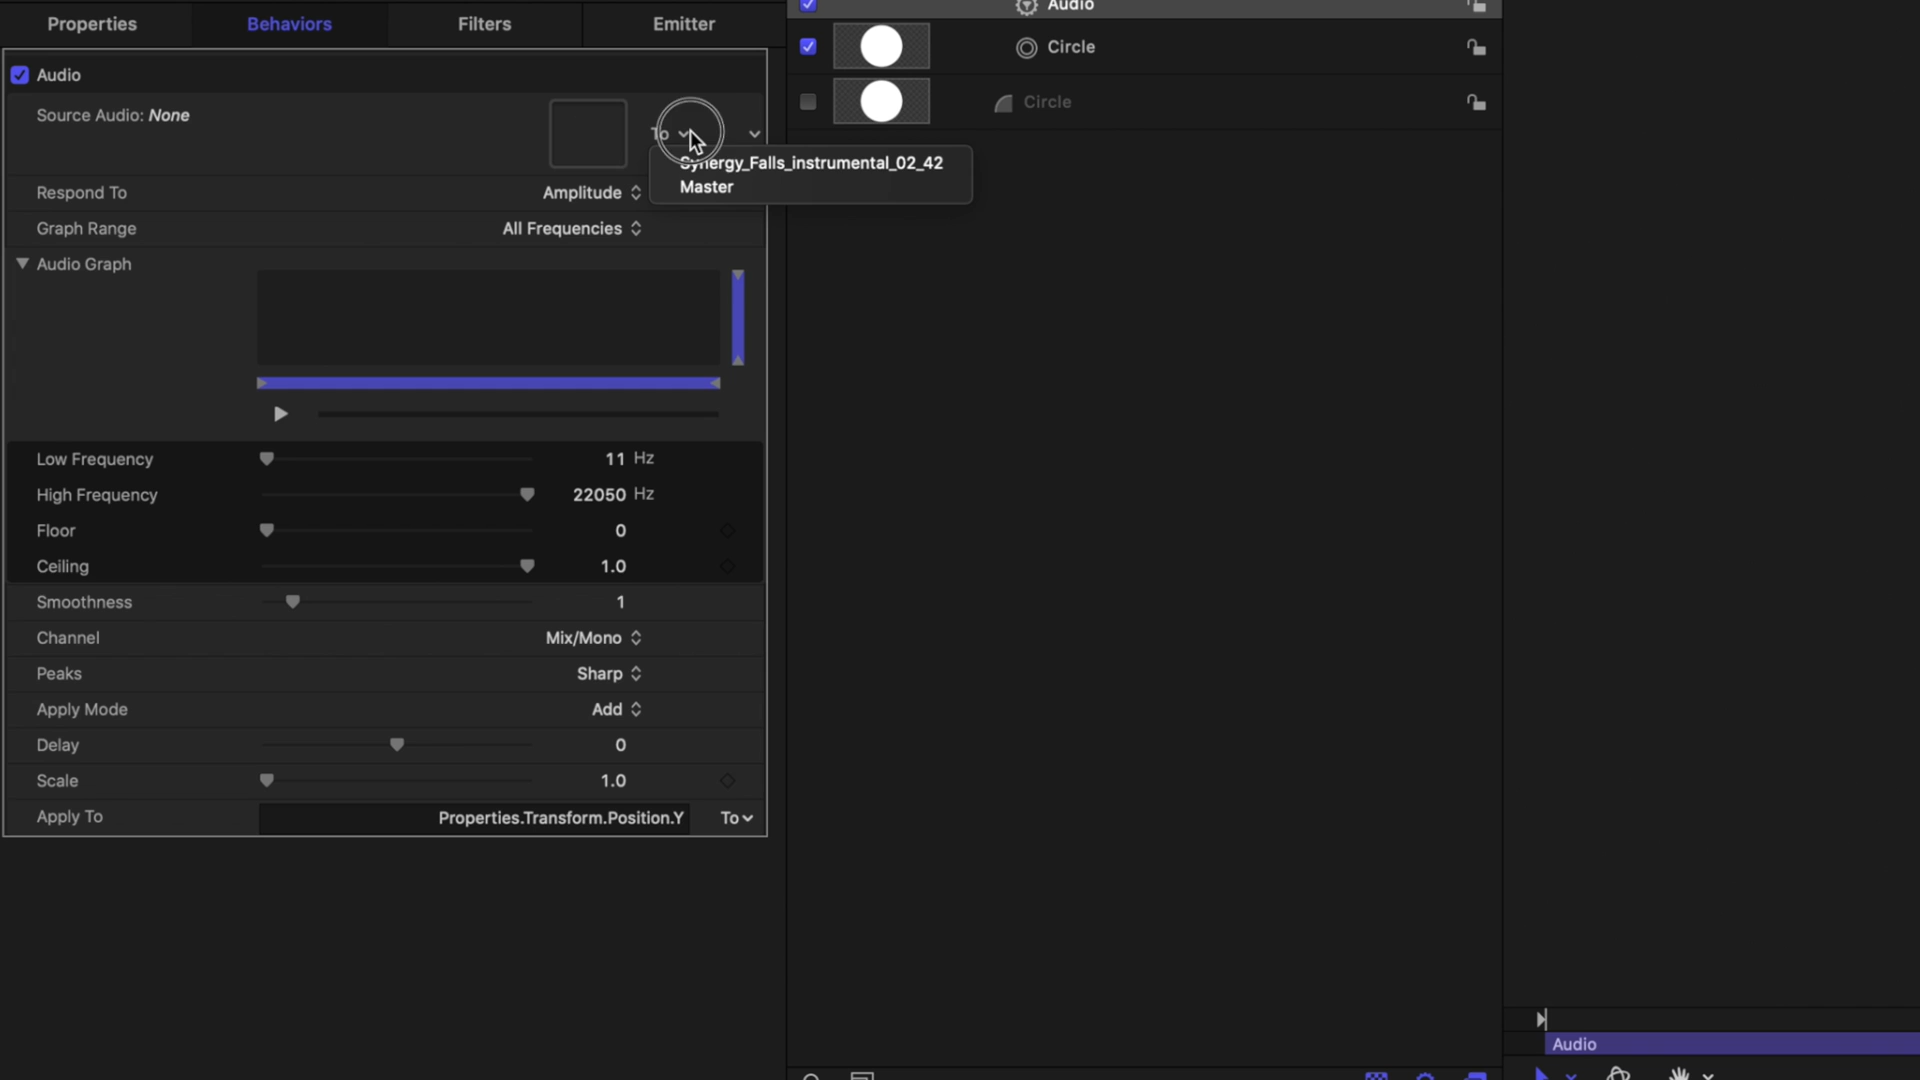 Properties
Behaviors
Filters
Emitter
Audio
Circle
Circle
Audio
Source Audio: None
To
Synergy_Falls_instrumental_02_42
Master
Respond To
Amplitude
Graph Range
All Frequencies
Audio Graph
Low Frequency
11 Hz
High Frequency
22050 Hz
Floor
0
Ceiling
1.0
Smoothness
1
Channel
Mix/Mono
Peaks
Sharp
Apply Mode
Add
Delay
0
Scale
1.0
Apply To
Properties.Transform.Position.Y
To
Audio